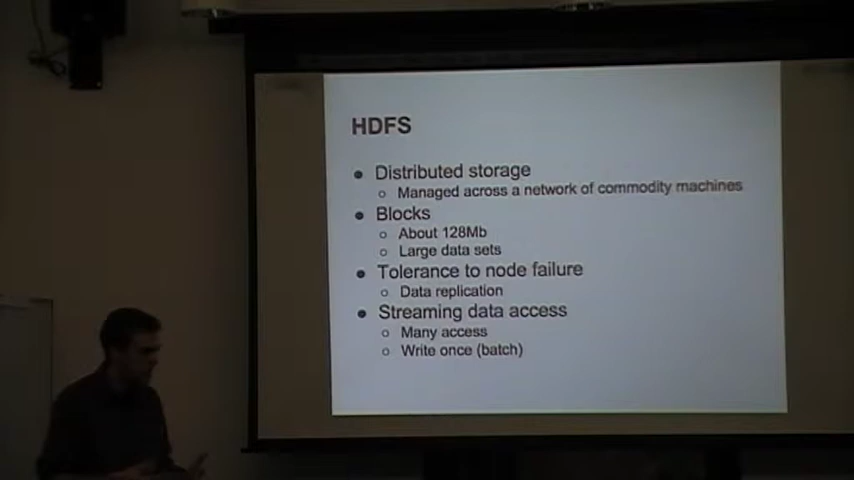 HDFS
● Distributed storage
○ Managed across a network of commodity machines
● Blocks
○ About 128Mb
○ Large data sets
● Tolerance to node failure
○ Data replication
● Streaming data access
○ Many access
○ Write once (batch)